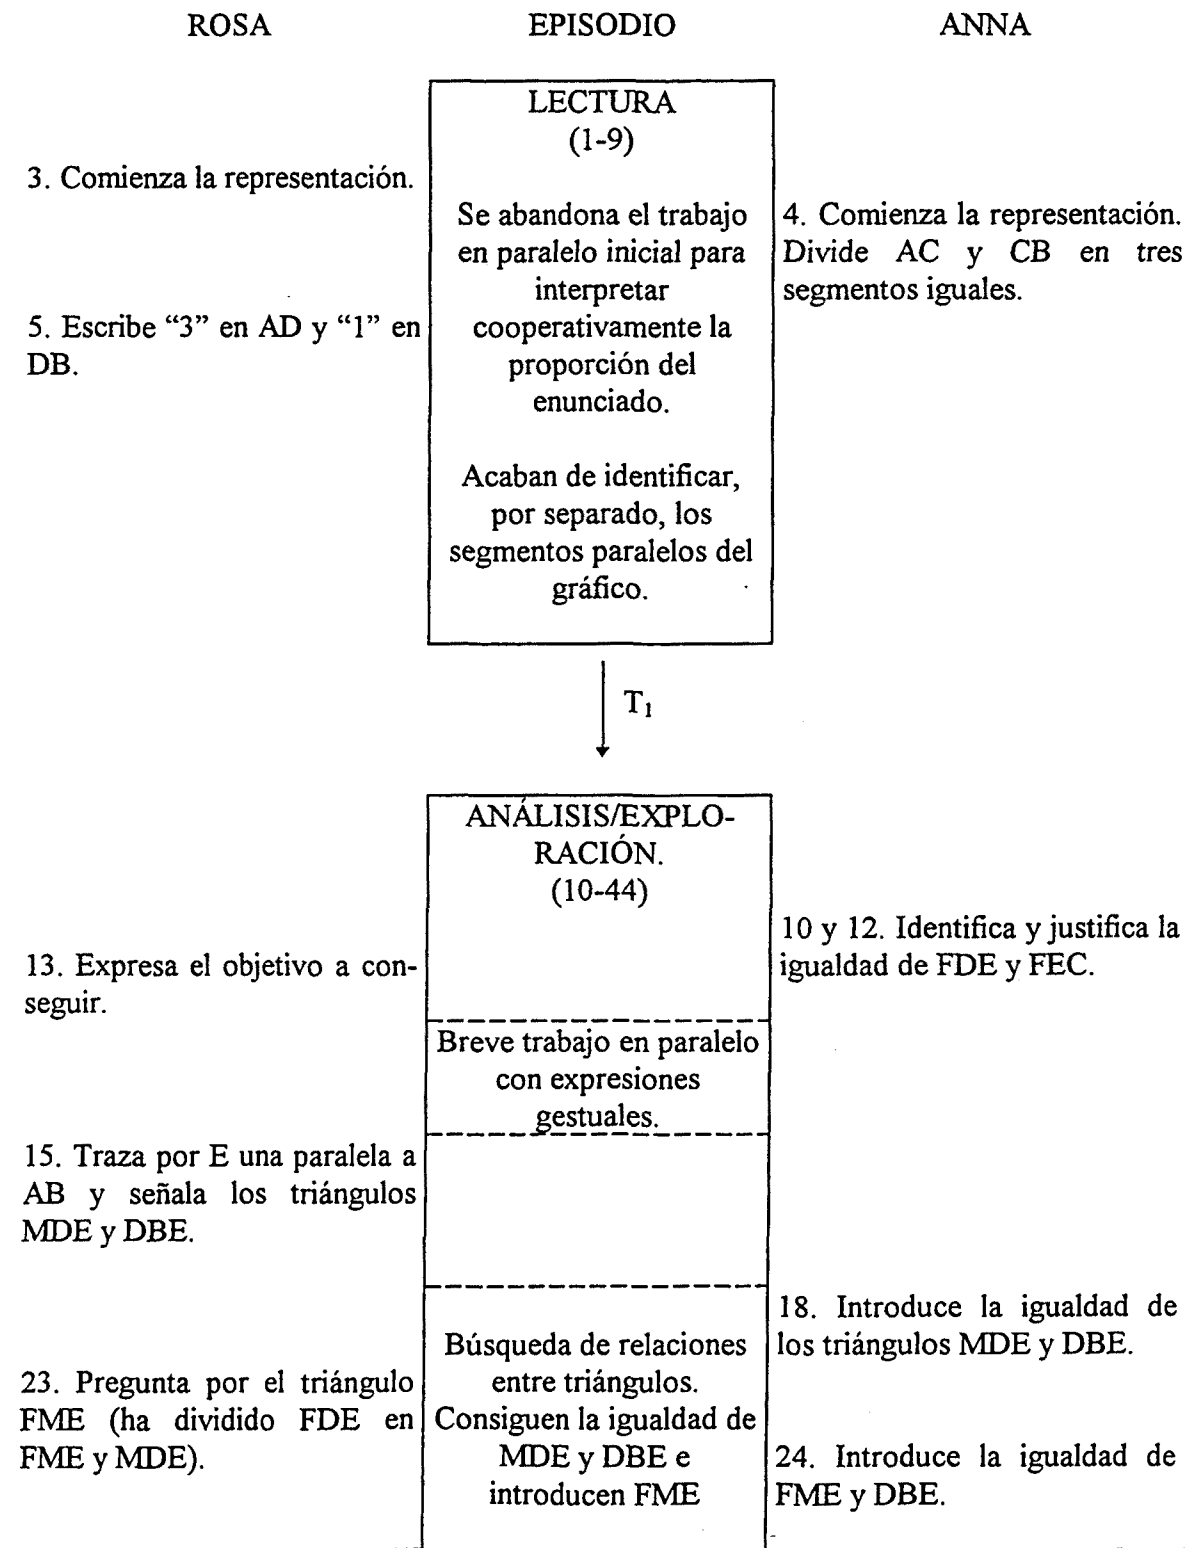 ROSA EPISODIO ANNA
LECTURA
(1-9)
3. Comienza la representación.
Se abandona el trabajo
en paralelo inicial para
interpretar
cooperativamente la
proporción del
enunciado.
4. Comienza la representación.
Divide AC y CB en tres
segmentos iguales.
5. Escribe “3” en AD y “1” en
DB.
Acaban de identificar,
por separado, los
segmentos paralelos del
gráfico.
T1
ANÁLISIS/EXPLO-
RACIÓN.
(10-44)
10 y 12. Identifica y justifica la
igualdad de FDE y FEC.
13. Expresa el objetivo a con-
seguir.
Breve trabajo en paralelo
con expresiones
gestuales.
15. Traza por E una paralela a
AB y señala los triángulos
MDE y DBE.
18. Introduce la igualdad de
los triángulos MDE y DBE.
Búsqueda de relaciones
entre triángulos.
Consiguen la igualdad de
MDE y DBE e
introducen FME
23. Pregunta por el triángulo
FME (ha dividido FDE en
FME y MDE).
24. Introduce la igualdad de
FME y DBE.